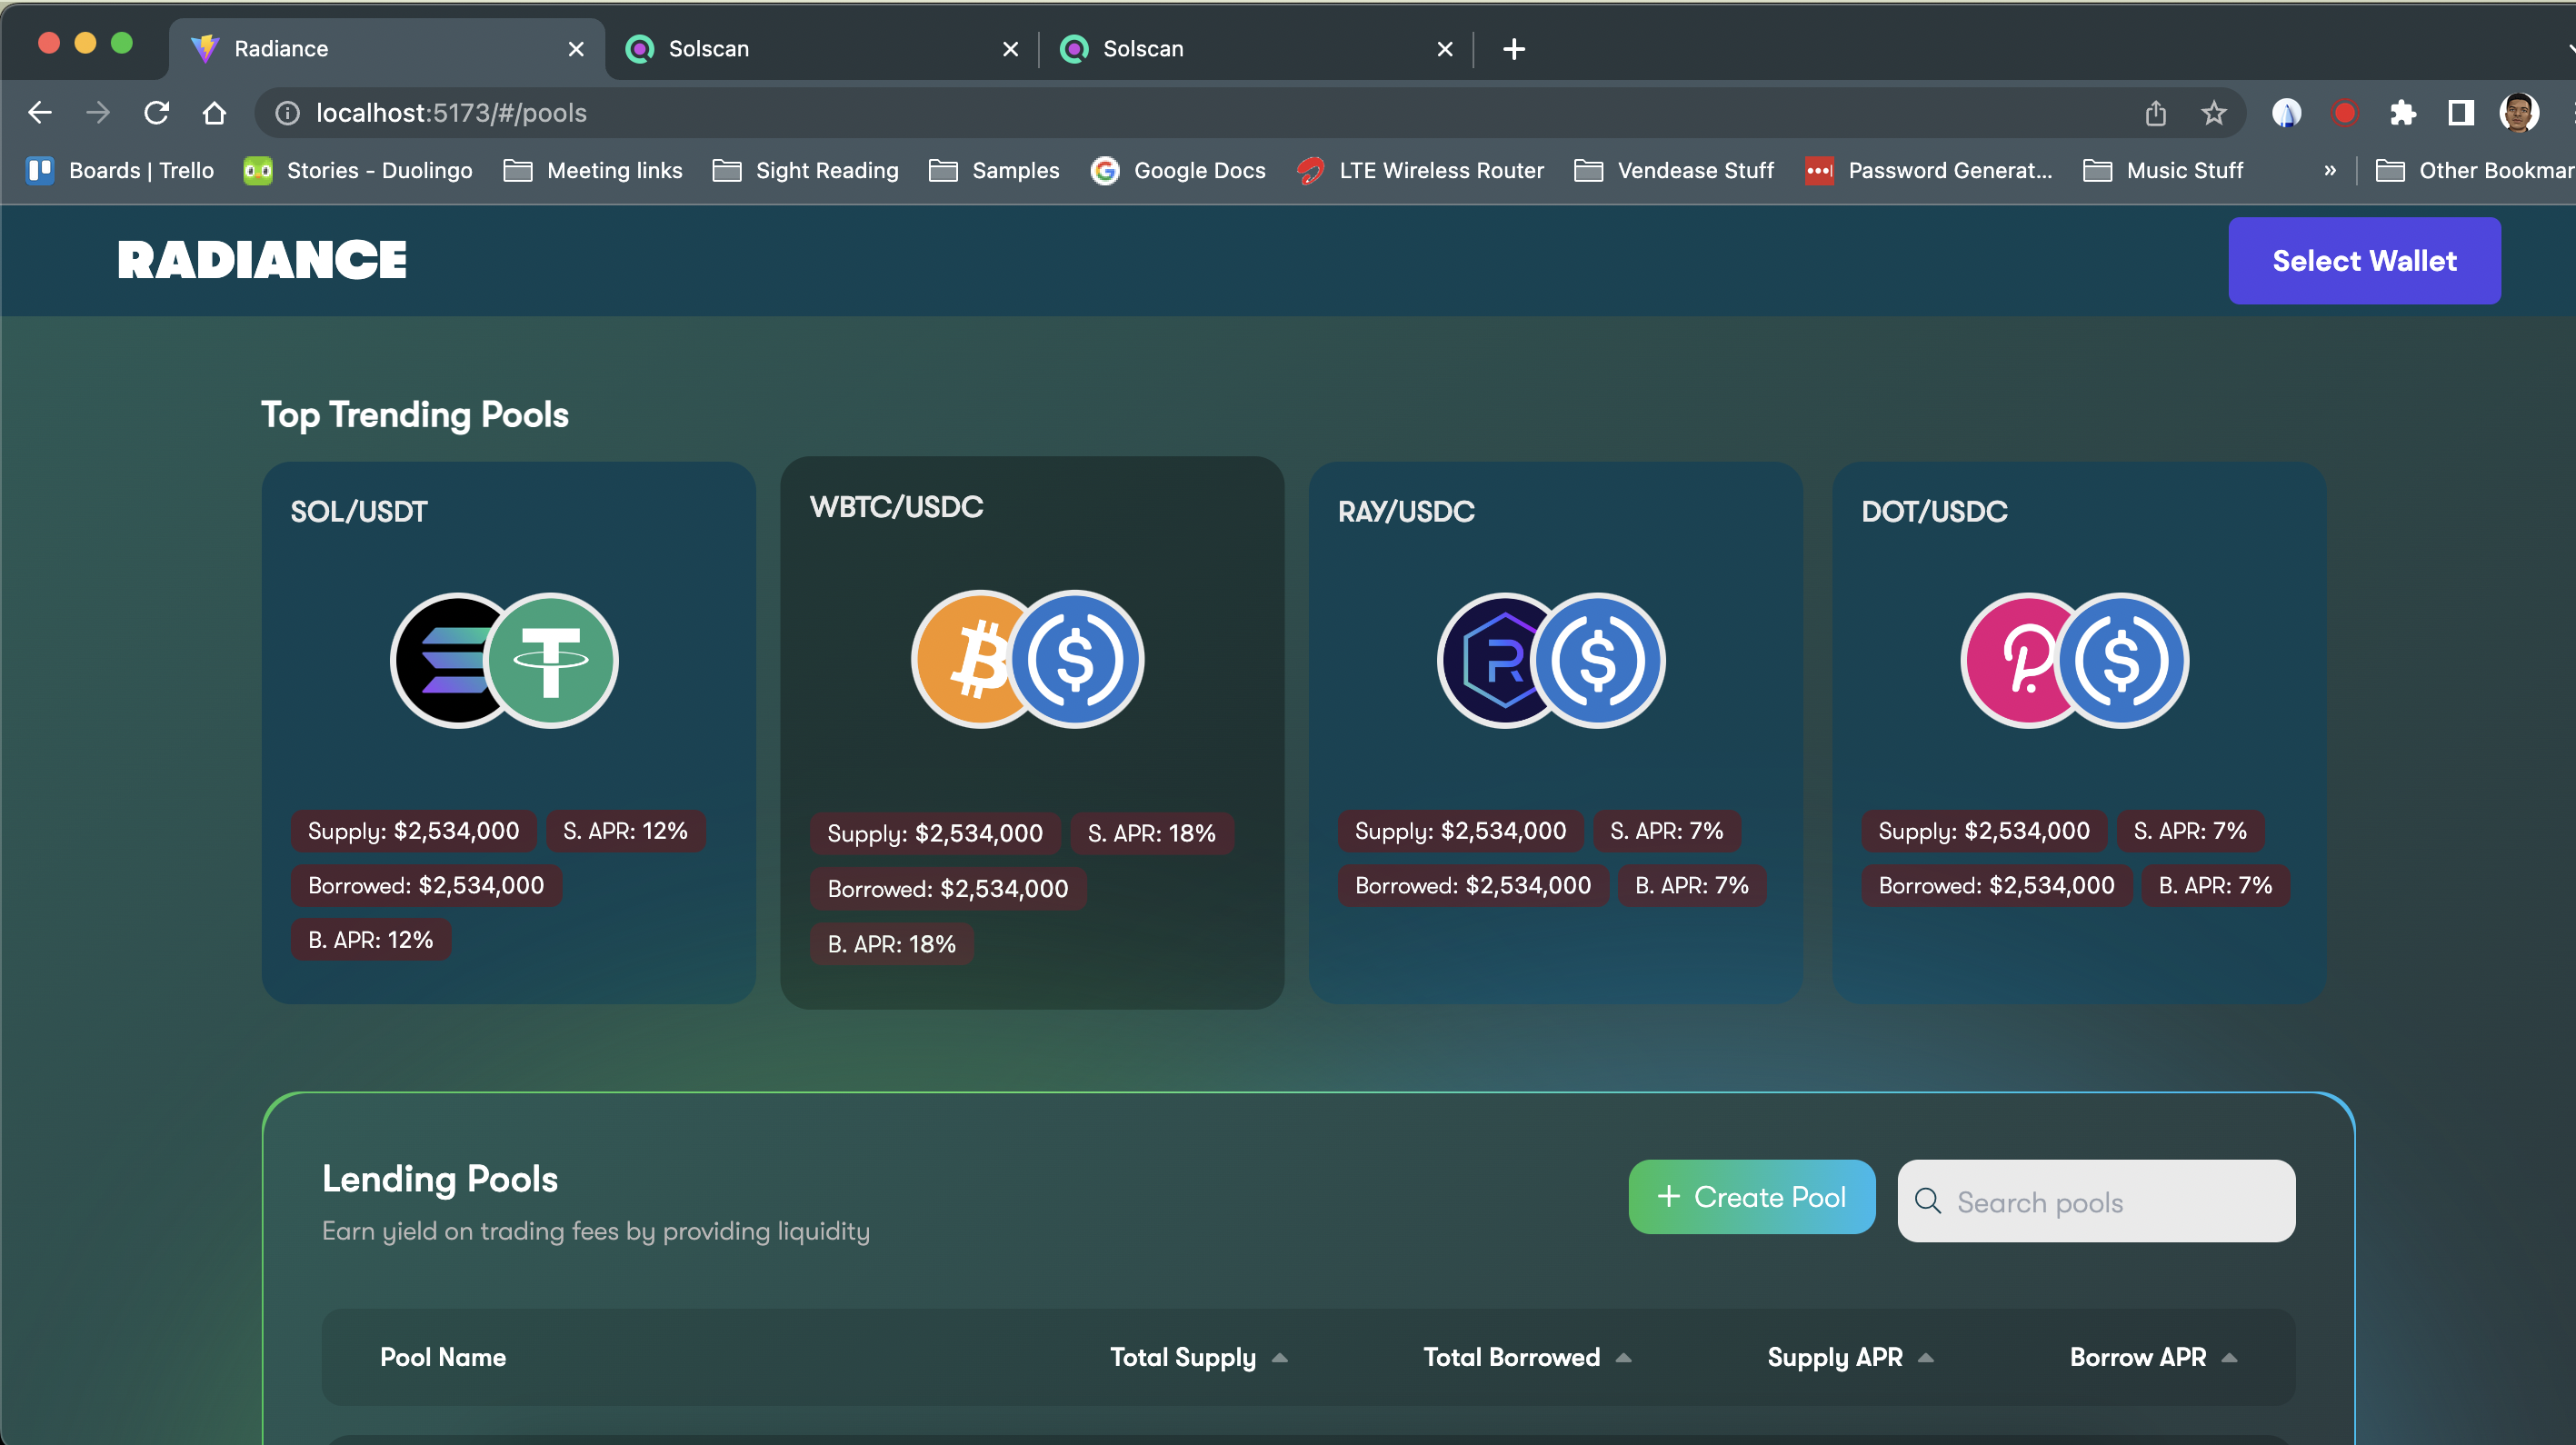 Radiance
Solscan
Solscan
localhost:5173/#/pools
Boards | Trello
Stories - Duolingo
Meeting links
Sight Reading
Samples
Google Docs
LTE Wireless Router
Vendease Stuff
Password Generat...
Music Stuff
»
Other Bookmar
RADIANCE
Select Wallet
Top Trending Pools
SOL/USDT
Supply: $2,534,000
S. APR: 12%
Borrowed: $2,534,000
B. APR: 12%
WBTC/USDC
Supply: $2,534,000
S. APR: 18%
Borrowed: $2,534,000
B. APR: 18%
RAY/USDC
Supply: $2,534,000
S. APR: 7%
Borrowed: $2,534,000
B. APR: 7%
DOT/USDC
Supply: $2,534,000
S. APR: 7%
Borrowed: $2,534,000
B. APR: 7%
Lending Pools
Earn yield on trading fees by providing liquidity
+ Create Pool
Search pools
Pool Name
Total Supply
Total Borrowed
Supply APR
Borrow APR